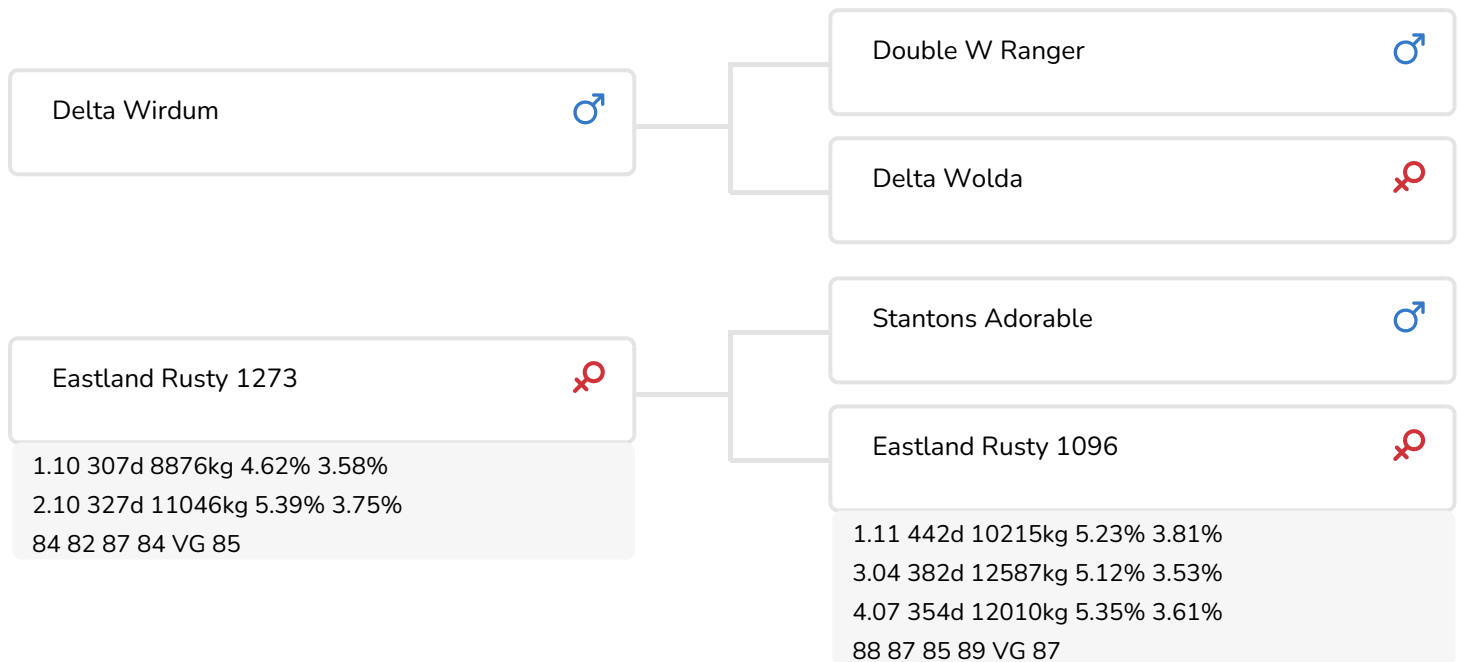 Double W Ranger
Delta Wirdum
Delta Wolda
Stantons Adorable
Eastland Rusty 1273
1.10 307d 8876kg 4.62% 3.58%
2.10 327d 11046kg 5.39% 3.75%
84 82 87 84 VG 85
Eastland Rusty 1096
1.11 442d 10215kg 5.23% 3.81%
3.04 382d 12587kg 5.12% 3.53%
4.07 354d 12010kg 5.35% 3.61%
88 87 85 89 VG 87